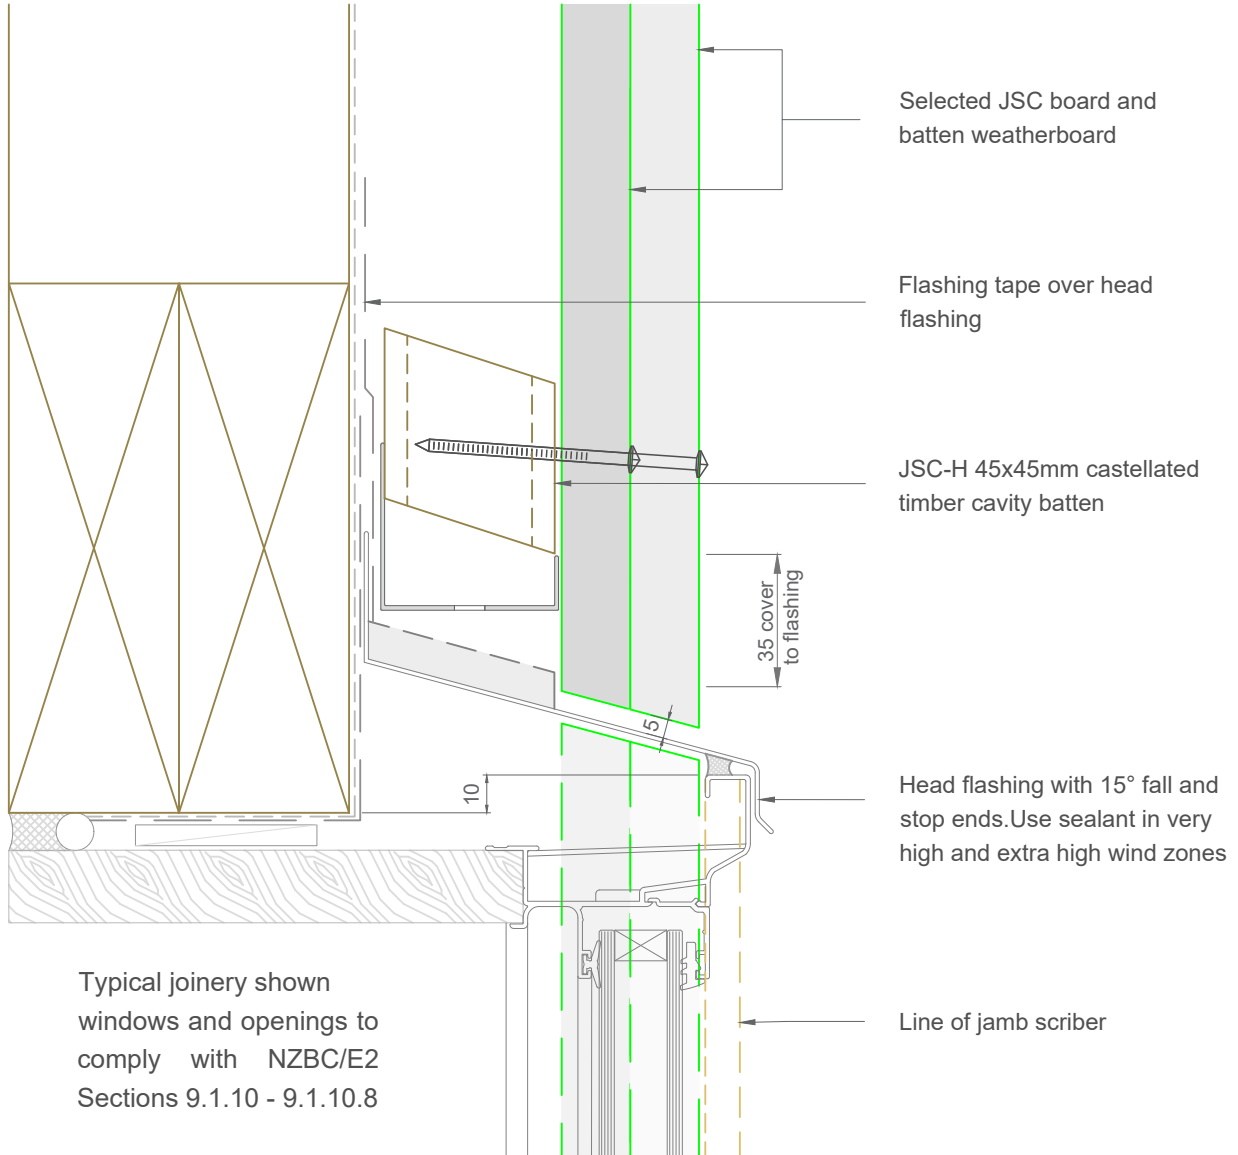 Selected JSC board and
batten weatherboard
Flashing tape over head
flashing
JSC-H 45x45mm castellated
timber cavity batten
35 cover
to flashing
5
10
Head flashing with 15° fall and
stop ends.Use sealant in very
high and extra high wind zones
Typical joinery shown
windows and openings to
comply with NZBC/E2
Sections 9.1.10 - 9.1.10.8
Line of jamb scriber